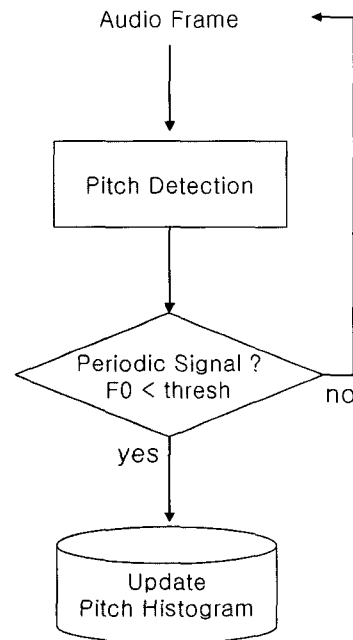 Audio Frame
Pitch Detection
Periodic Signal ?
F0 < thresh
no
yes
Update
Pitch Histogram